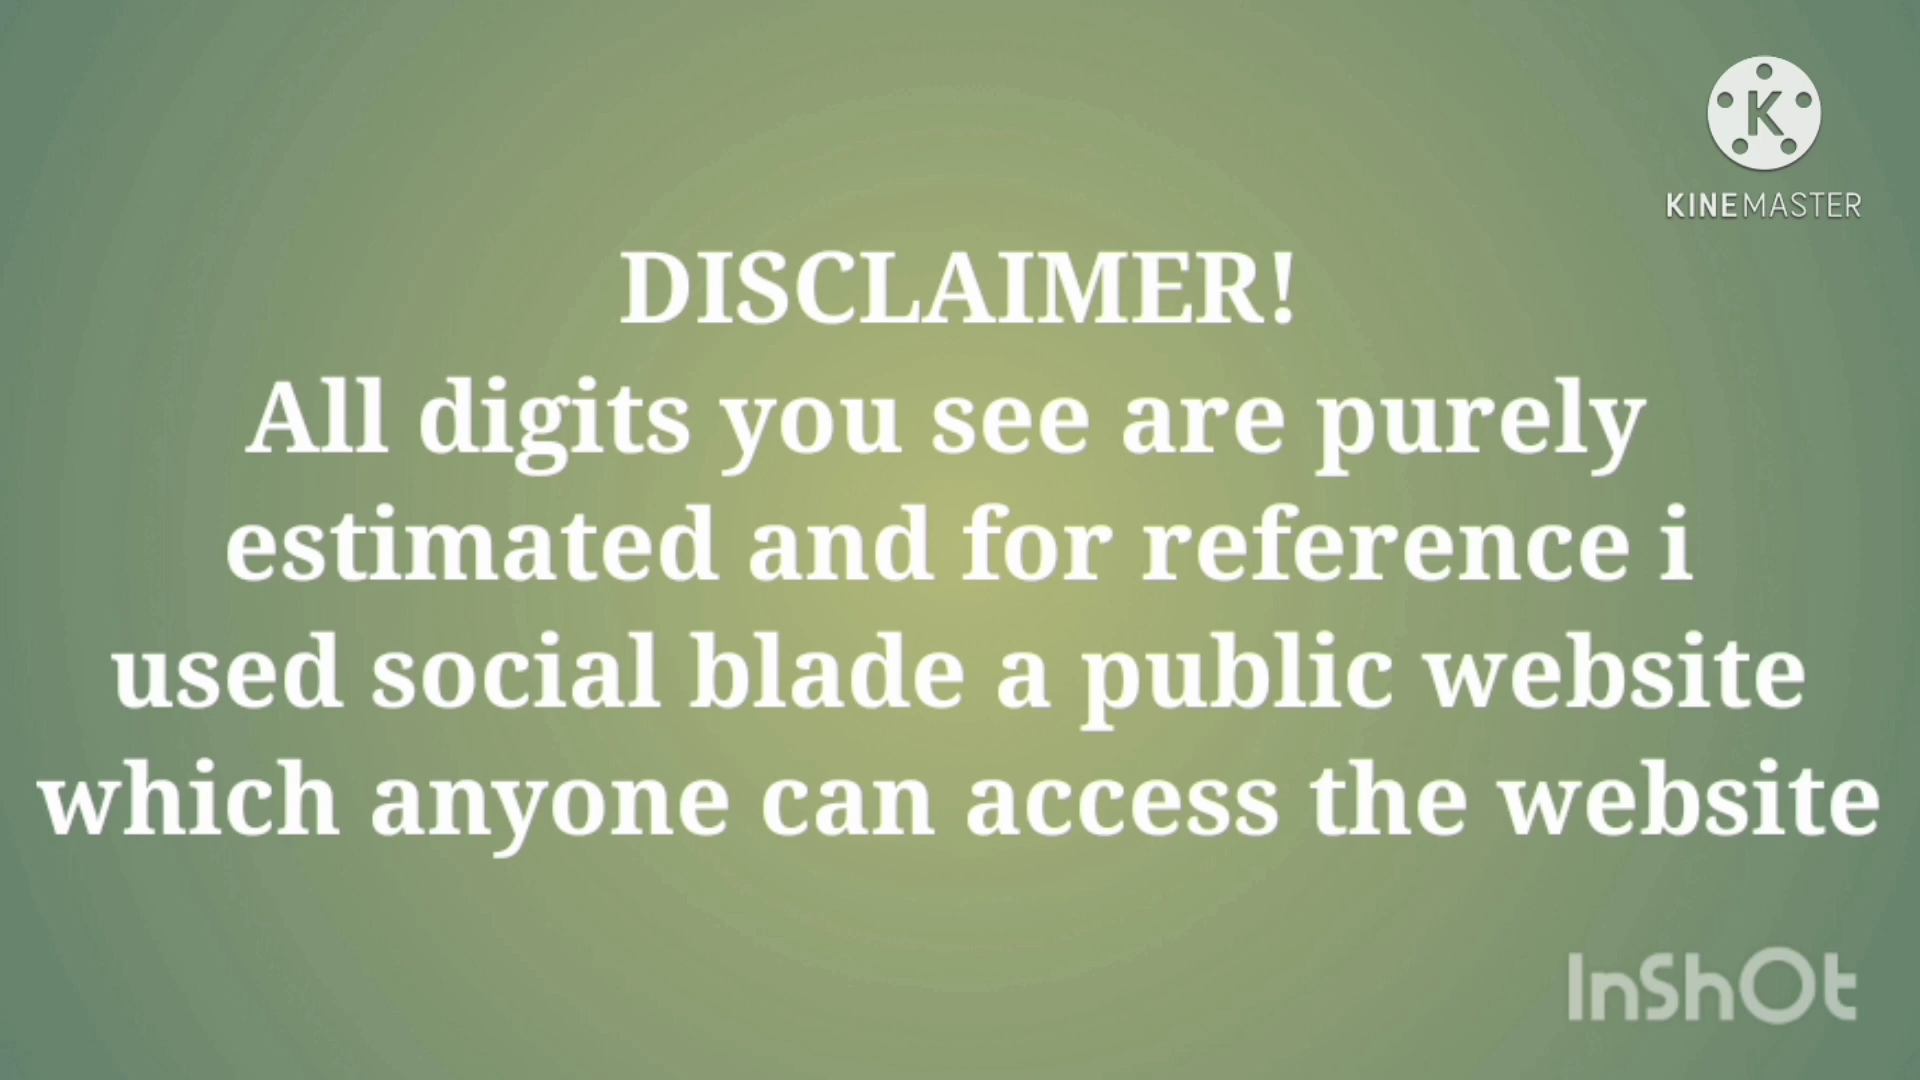 K
KINEMASTER
DISCLAIMER!
All digits you see are purely
estimated and for reference i
used social blade a public website
which anyone can access the website
InShOt